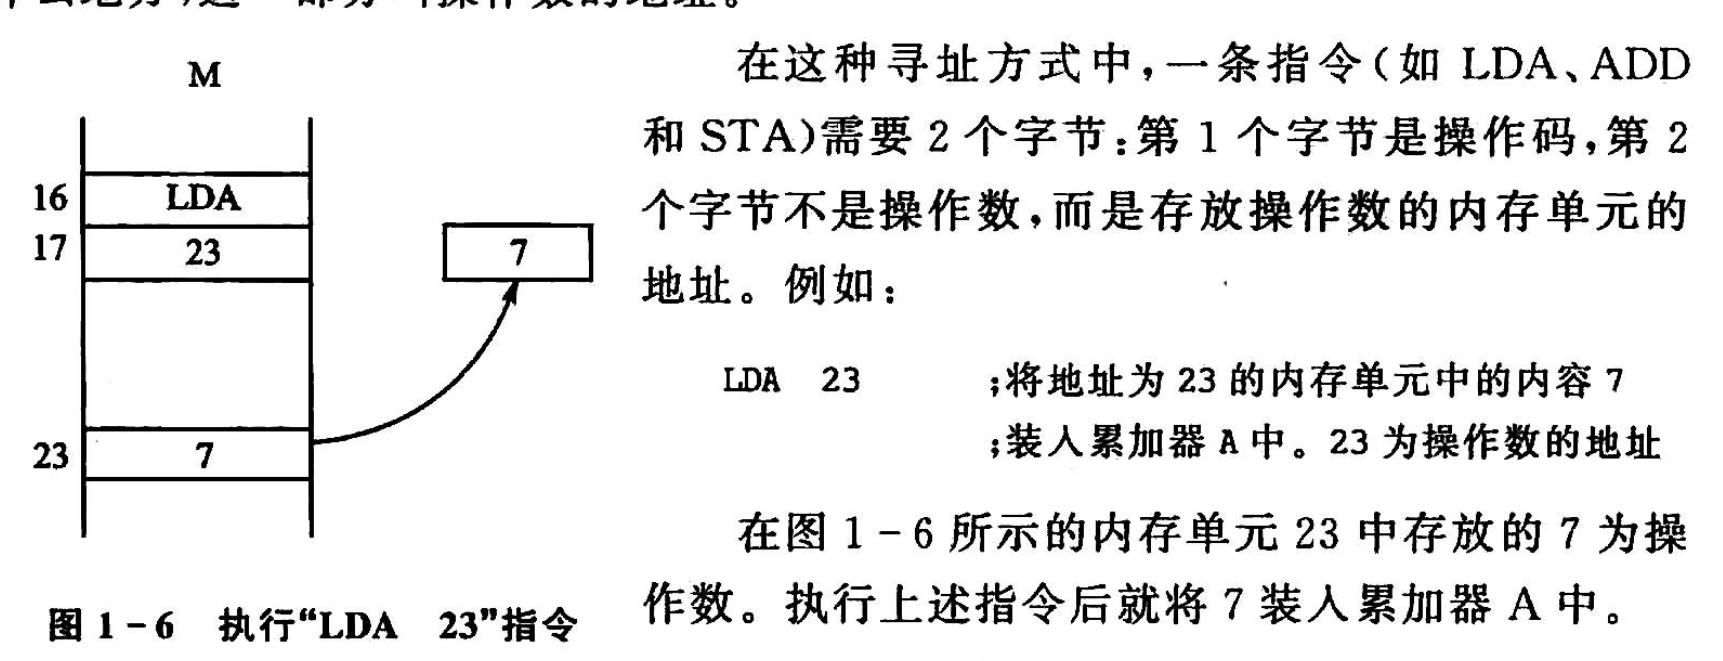 M
16 LDA
17 23
7
23 7
图 1-6 执行“LDA 23”指令
在这种寻址方式中,一条指令(如 LDA、ADD
和 STA)需要 2 个字节:第 1 个字节是操作码,第 2
个字节不是操作数,而是存放操作数的内存单元的
地址。例如:
LDA 23 ;将地址为 23 的内存单元中的内容 7
;装入累加器 A 中。23 为操作数的地址
在图 1-6 所示的内存单元 23 中存放的 7 为操
作数。执行上述指令后就将 7 装入累加器 A 中。